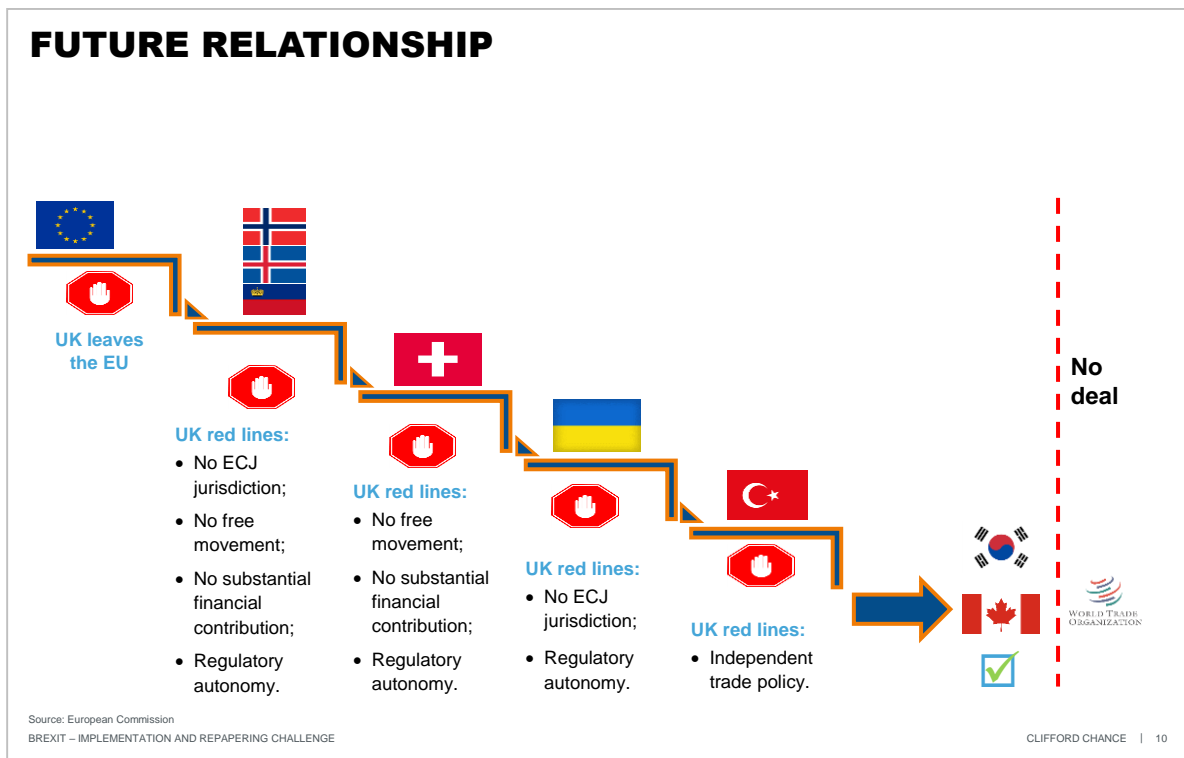 FUTURE RELATIONSHIP
UK leaves
the EU
UK red lines:
• No ECJ
jurisdiction;
• No free
movement;
• No substantial
financial
contribution;
• Regulatory
autonomy.
UK red lines:
• No free
movement;
• No substantial
financial
contribution;
• Regulatory
autonomy.
UK red lines:
• No ECJ
jurisdiction;
• Regulatory
autonomy.
UK red lines:
• Independent
trade policy.
No
deal
WORLD TRADE
ORGANIZATION
Source: European Commission
BREXIT – IMPLEMENTATION AND REPAPERING CHALLENGE
CLIFFORD CHANCE | 10